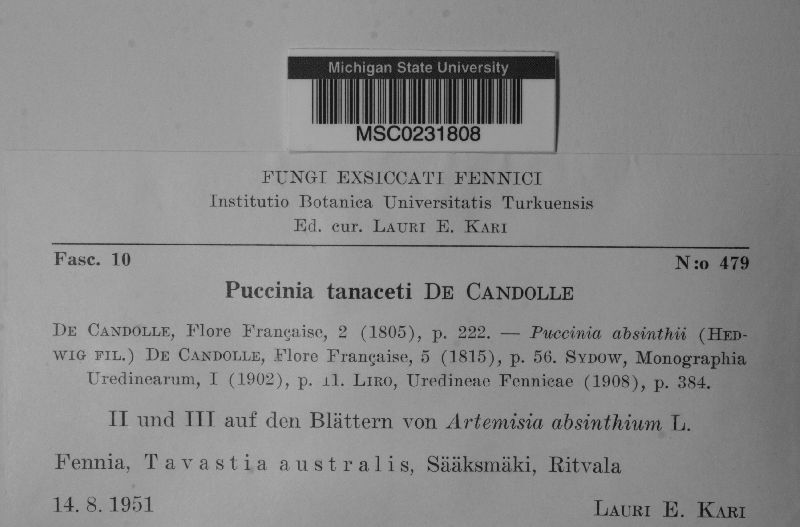 Michigan State University
MSC0231808
FUNGI EXSICCATI FENNICI
Institutio Botanica Universitatis Turkuensis
Ed. cur. LAURI E. KARI
Fasc. 10 N:o 479
Puccinia tanaceti DE CANDOLLE
DE CANDOLLE, Flore Française, 2 (1805), p. 222. — Puccinia absinthii (HED-
WIG FIL.) DE CANDOLLE, Flore Française, 5 (1815), p. 56. SYDOW, Monographia
Uredinearum, I (1902), p. 11. LIRO, Uredineae Fennicae (1908), p. 384.
II und III auf den Blättern von Artemisia absinthium L.
Fennia, Tavastia australis, Sääksmäki, Ritvala
14. 8. 1951 LAURI E. KARI